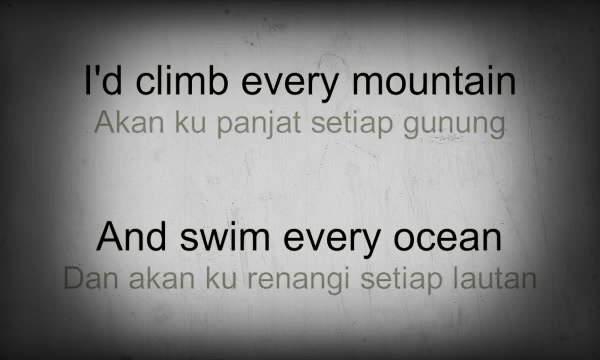 I'd climb every mountain
Akan ku panjat setiap gunung
And swim every ocean
Dan akan ku renangi setiap lautan